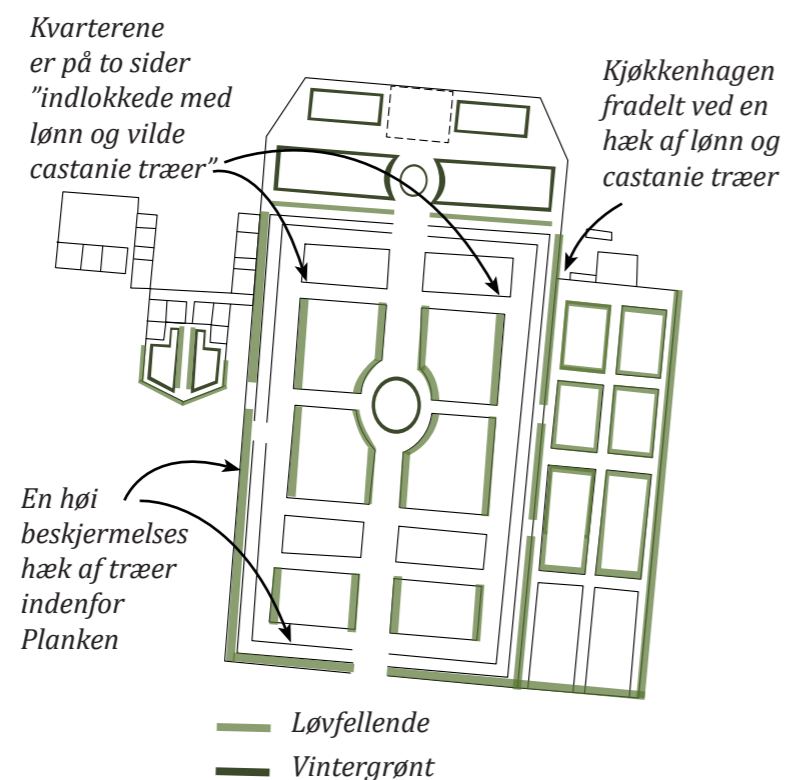 Kvarterene
er på to sider
”indlokkede med
lønn og vilde
castanie træer”
Kjøkkenhagen
fradelt ved en
hæk af lønn og
castanie træer
En høi
beskjermelses
hæk af træer
indenfor
Planken
Løvfellende
Vintergrønt